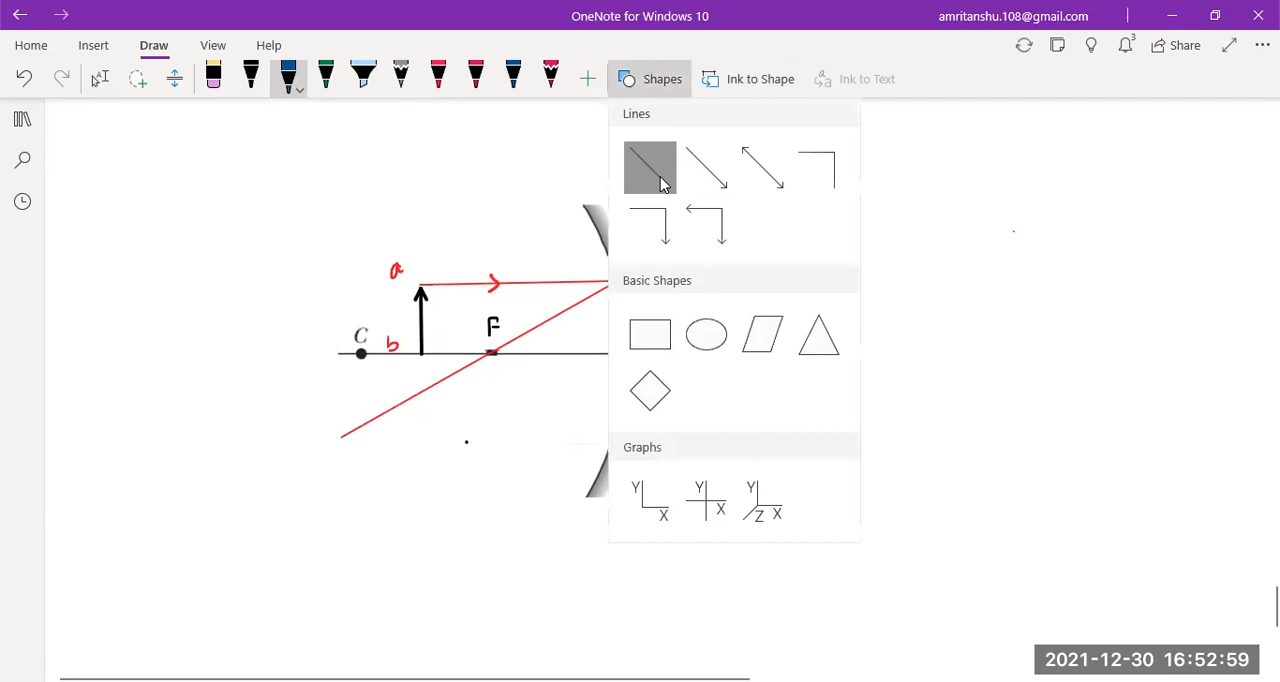 OneNote for Windows 10
amritanshu.108@gmail.com
Home Insert Draw View Help
Share
3
Shapes
Ink to Shape
Ink to Text
Lines
Basic Shapes
Graphs
Y X Y X Y Z X
a
F
C
b
2021-12-30 16:52:59